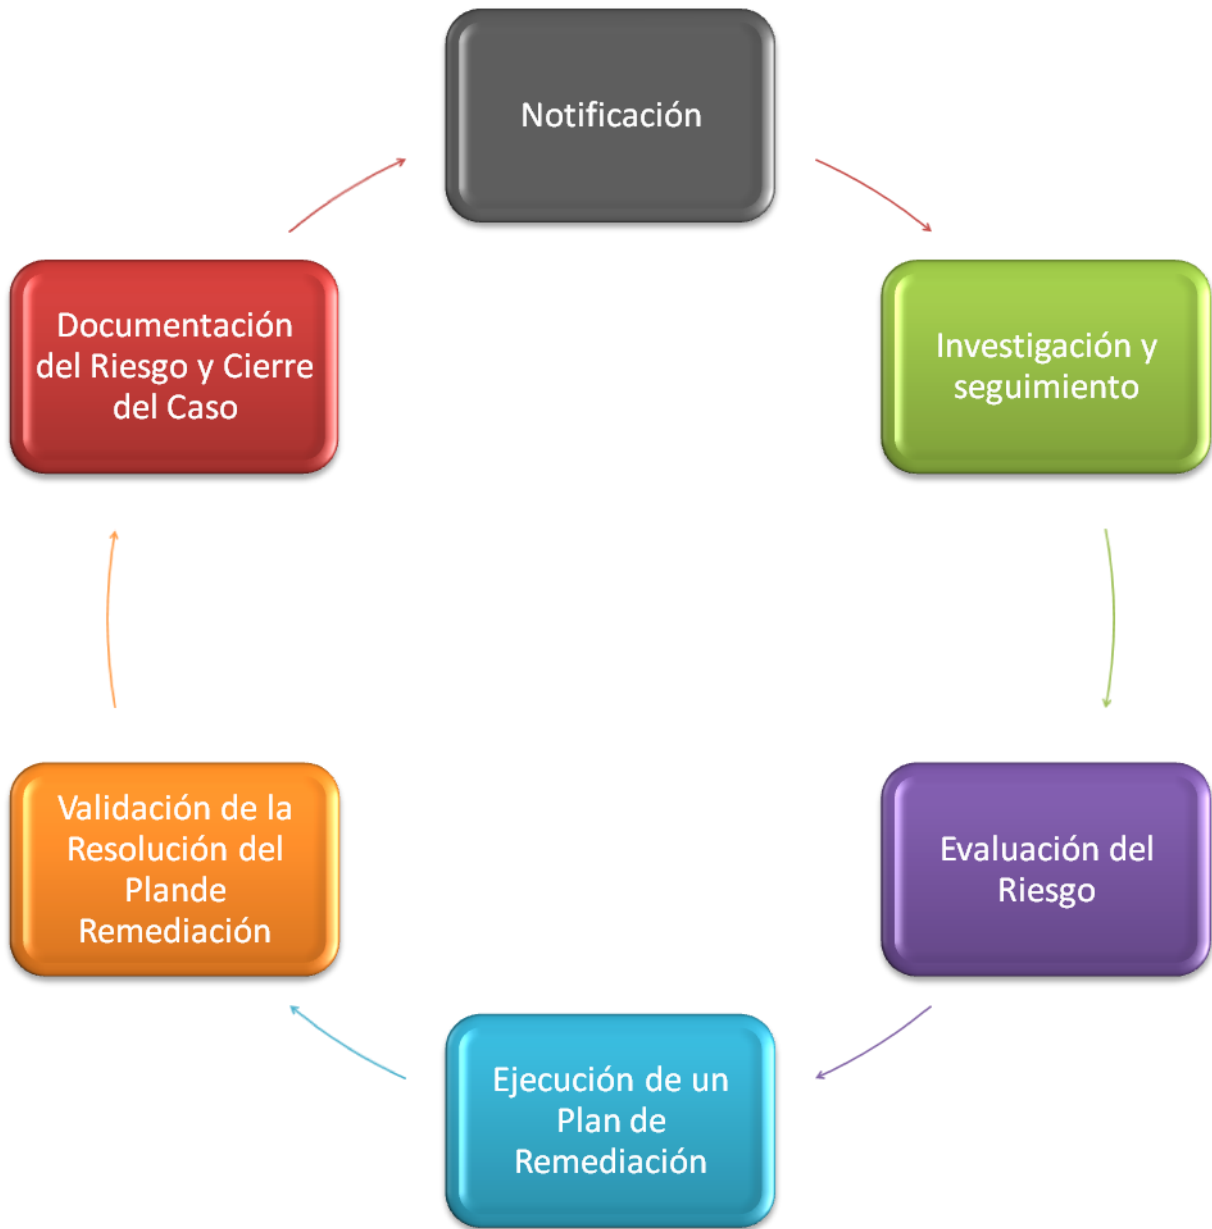 Notificación
Investigación y
seguimiento
Evaluación del
Riesgo
Ejecución de un
Plan de
Remediación
Validación de la
Resolución del
Plande
Remediación
Documentación
del Riesgo y Cierre
del Caso